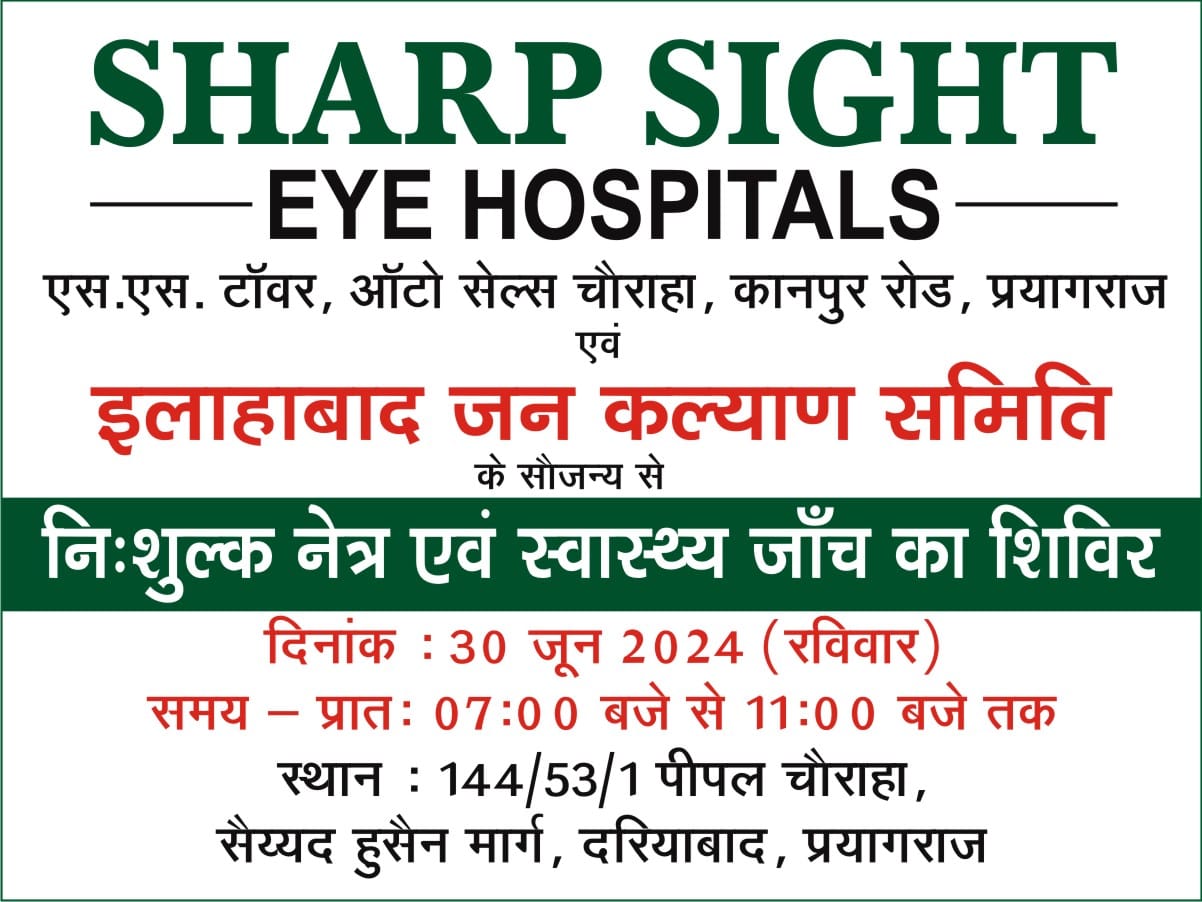 SHARP SIGHT
EYE HOSPITALS
एस.एस. टॉवर, ऑटो सेल्स चौराहा, कानपुर रोड, प्रयागराज
एवं
इलाहाबाद जन कल्याण समिति
के सौजन्य से
निःशुल्क नेत्र एवं स्वास्थ्य जाँच का शिविर
दिनांक : 30 जून 2024 (रविवार)
समय – प्रातः 07:00 बजे से 11:00 बजे तक
स्थान : 144/53/1 पीपल चौराहा,
सैय्यद हुसैन मार्ग, दरियाबाद, प्रयागराज